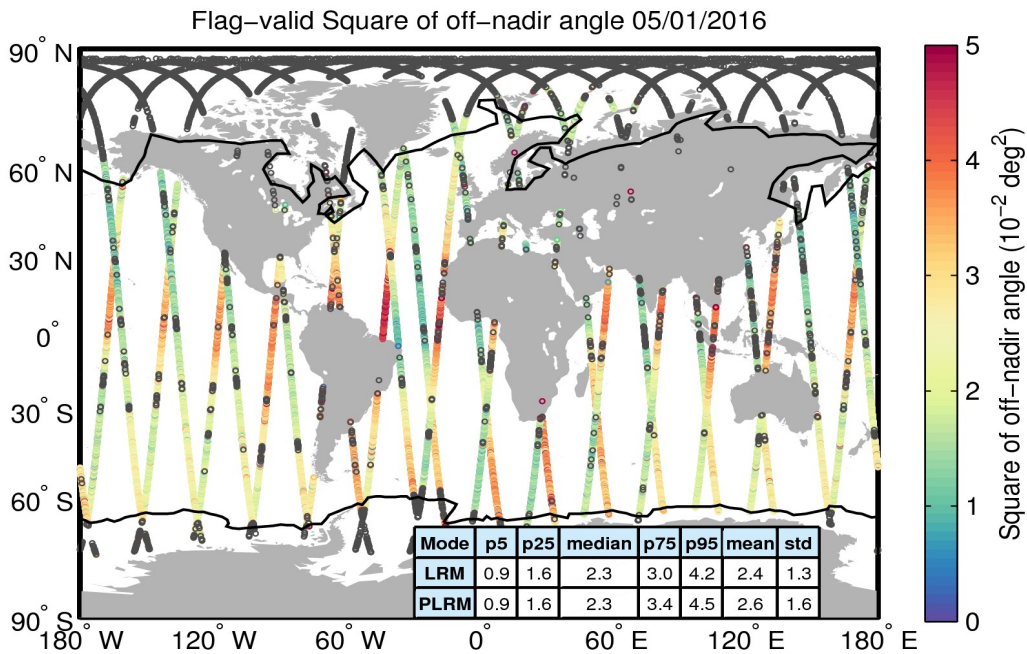 Flag−valid Square of off−nadir angle 05/01/2016
90° N
60° N
30° N
0°
30° S
60° S
90° S
180° W
120° W
60° W
0°
60° E
120° E
180° E
5
4
3
2
1
0
Square of off−nadir angle (10⁻² deg²)
Mode p5 p25 median p75 p95 mean std
LRM 0.9 1.6 2.3 3.0 4.2 2.4 1.3
PLRM 0.9 1.6 2.3 3.4 4.5 2.6 1.6